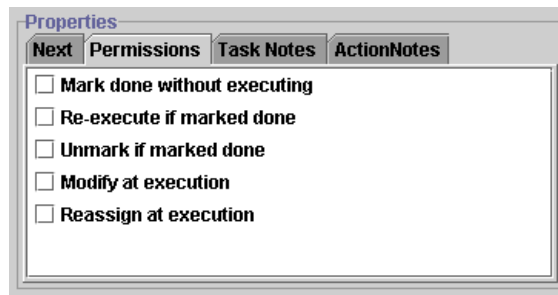 Properties
Next Permissions Task Notes ActionNotes
Mark done without executing
Re-execute if marked done
Unmark if marked done
Modify at execution
Reassign at execution